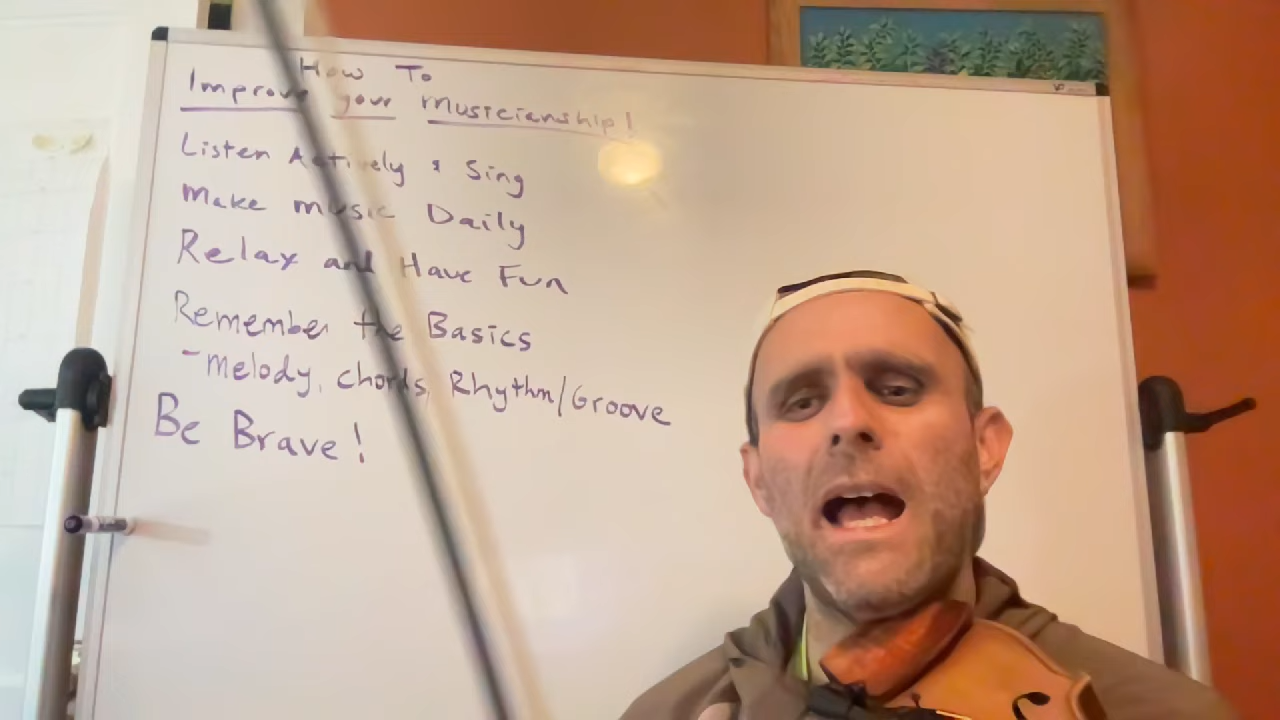 How To
Improve your musicianship!
Listen Actively & Sing
make music Daily
Relax and Have Fun
Remember the Basics
- melody, chords, Rhythm/Groove
Be Brave!